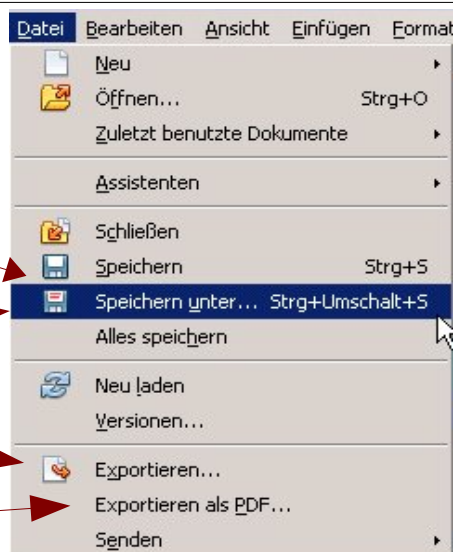 Datei Bearbeiten Ansicht Einfügen Format
Neu
Öffnen... Strg+O
Zuletzt benutzte Dokumente
Assistenten
Schließen
Speichern Strg+S
Speichern unter... Strg+Umschalt+S
Alles speichern
Neu laden
Versionen...
Exportieren...
Exportieren als PDF...
Senden